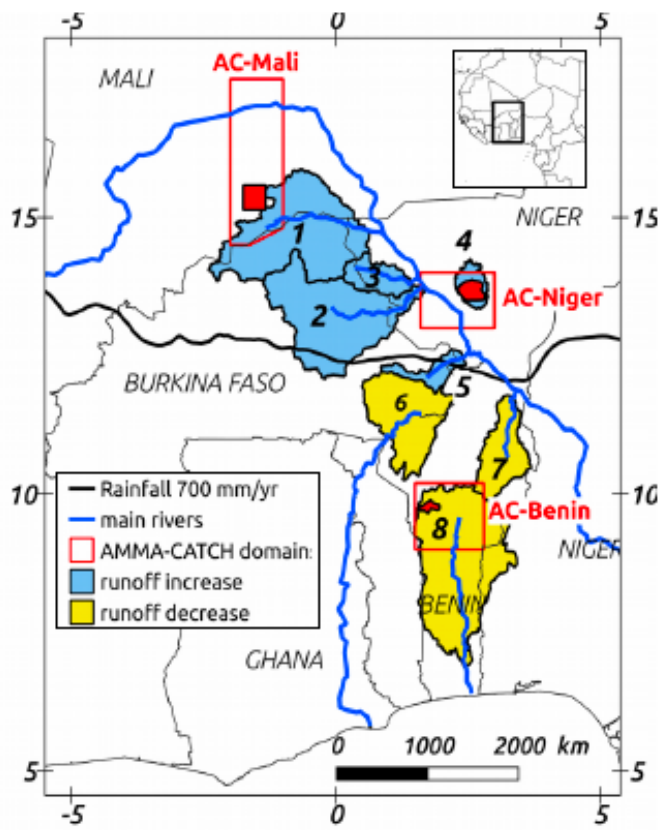 -5 0 5
AC-Mali
MALI
15 15
NIGER
1
4
3
AC-Niger
2
BURKINA FASO
5
6
7
10 10
Rainfall 700 mm/yr
main rivers
AMMA-CATCH domain:
runoff increase
runoff decrease
AC-Benin
8
NIGER
BENIN
GHANA
0 1000 2000 km
5 5
-5 0 5